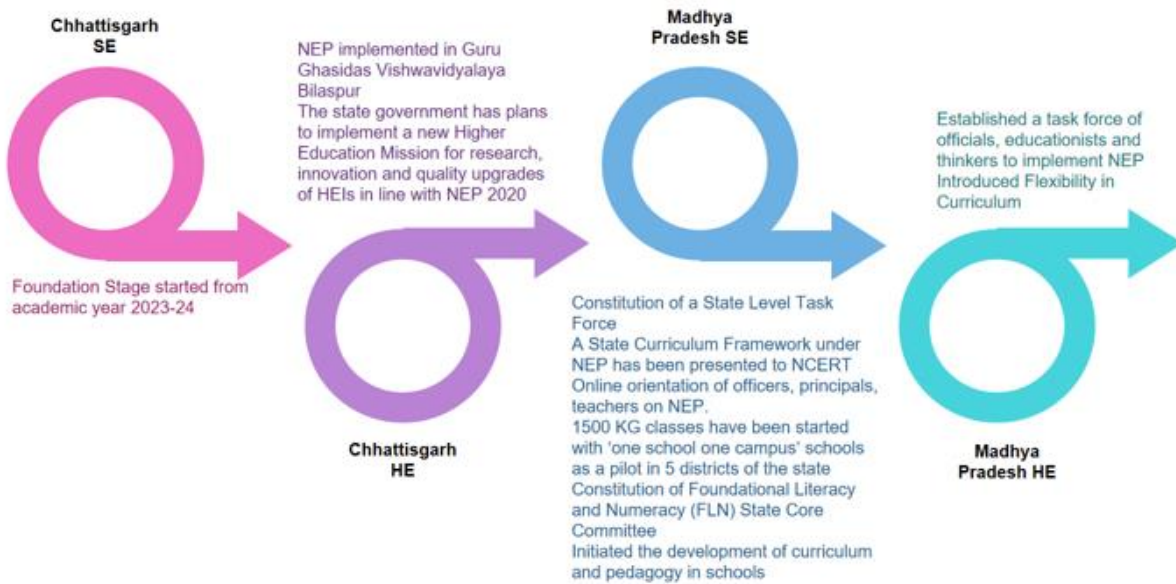 Chhattisgarh
SE
Foundation Stage started from
academic year 2023-24
NEP implemented in Guru
Ghasidas Vishwavidyalaya
Bilaspur
The state government has plans
to implement a new Higher
Education Mission for research,
innovation and quality upgrades
of HEIs in line with NEP 2020
Chhattisgarh
HE
Madhya
Pradesh SE
Constitution of a State Level Task
Force
A State Curriculum Framework under
NEP has been presented to NCERT
Online orientation of officers, principals,
teachers on NEP.
1500 KG classes have been started
with ‘one school one campus’ schools
as a pilot in 5 districts of the state
Constitution of Foundational Literacy
and Numeracy (FLN) State Core
Committee
Initiated the development of curriculum
and pedagogy in schools
Established a task force of
officials, educationists and
thinkers to implement NEP
Introduced Flexibility in
Curriculum
Madhya
Pradesh HE